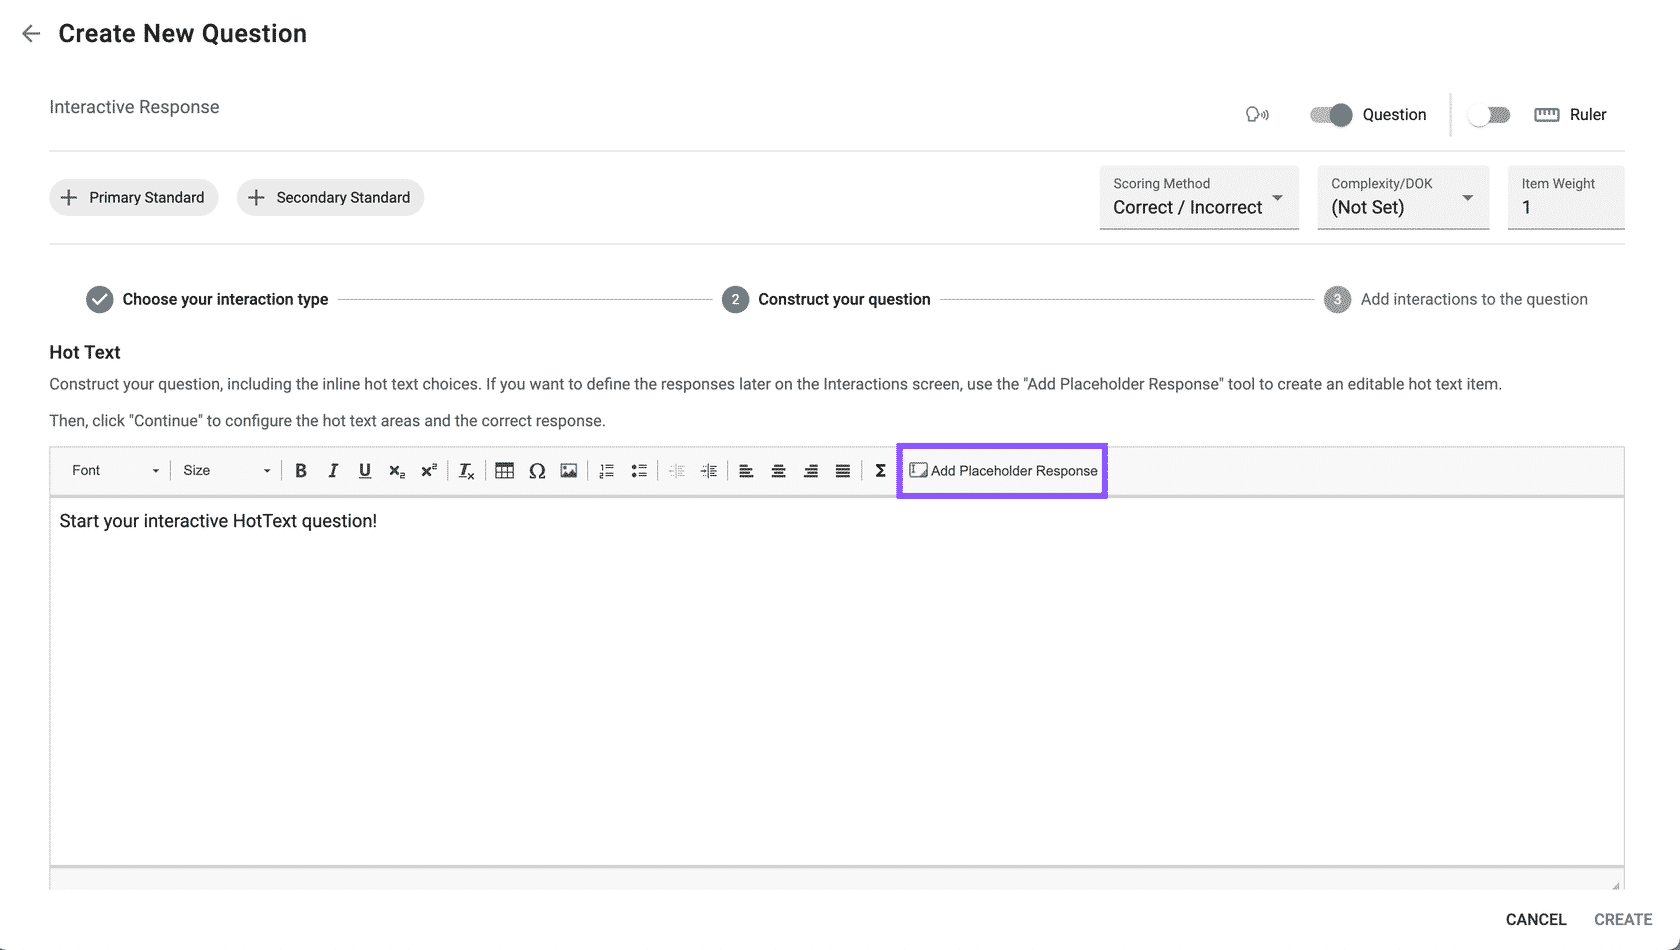 Create New Question
Interactive Response
Question
Ruler
Primary Standard
Secondary Standard
Scoring Method
Correct / Incorrect
Complexity/DOK
(Not Set)
Item Weight
1
Choose your interaction type
2 Construct your question
3 Add interactions to the question
Hot Text
Construct your question, including the inline hot text choices. If you want to define the responses later on the Interactions screen, use the "Add Placeholder Response" tool to create an editable hot text item.
Then, click "Continue" to configure the hot text areas and the correct response.
Font Size B I U x₂ x² Tx Ω Σ Add Placeholder Response
Start your interactive HotText question!
CANCEL CREATE